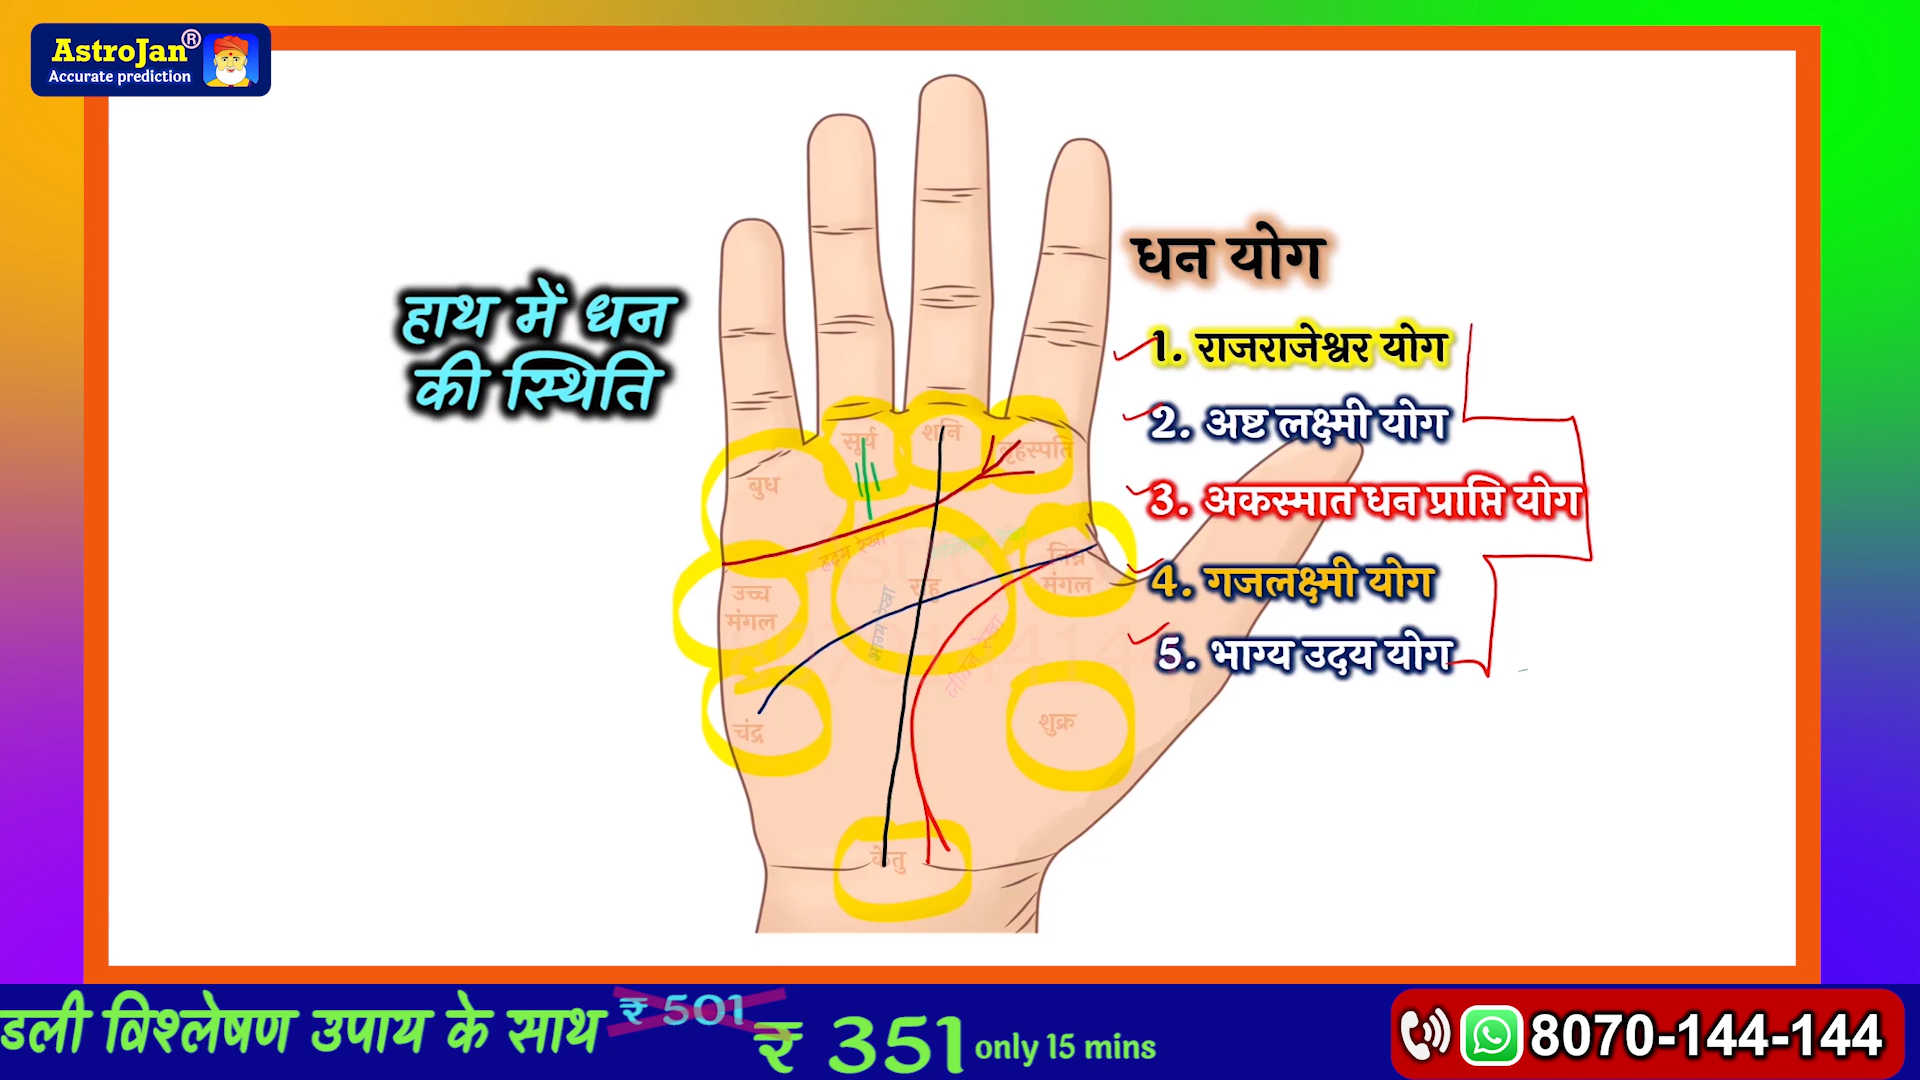 AstroJan®
Accurate prediction
हाथ में धन
की स्थिति
धन योग
1. राजराजेश्वर योग
2. अष्ट लक्ष्मी योग
3. अकस्मात धन प्राप्ति योग
4. गजलक्ष्मी योग
5. भाग्य उदय योग
सूर्य
शनि
बृहस्पति
बुध
हृदय रेखा
निम्न
मंगल
उच्च
मंगल
राहू
भाग्य रेखा
जीवन रेखा
चंद्र
शुक्र
केतु
डली विश्लेषण उपाय के साथ ₹ 501 ₹ 351 only 15 mins
8070-144-144